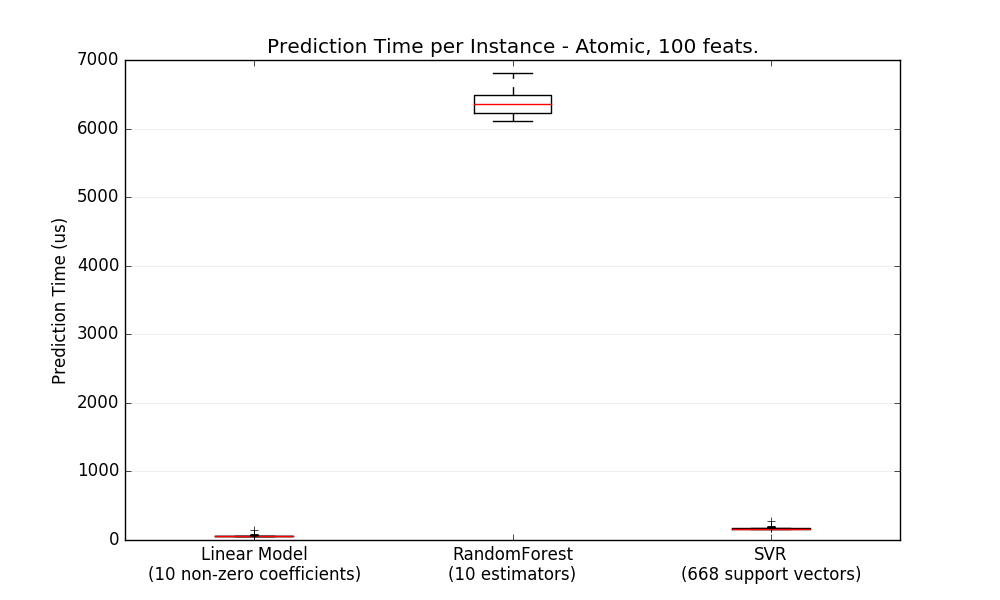 Prediction Time per Instance - Atomic, 100 feats.
7000
6000
5000
4000
3000
2000
1000
0
Prediction Time (us)
Linear Model
(10 non-zero coefficients)
RandomForest
(10 estimators)
SVR
(668 support vectors)